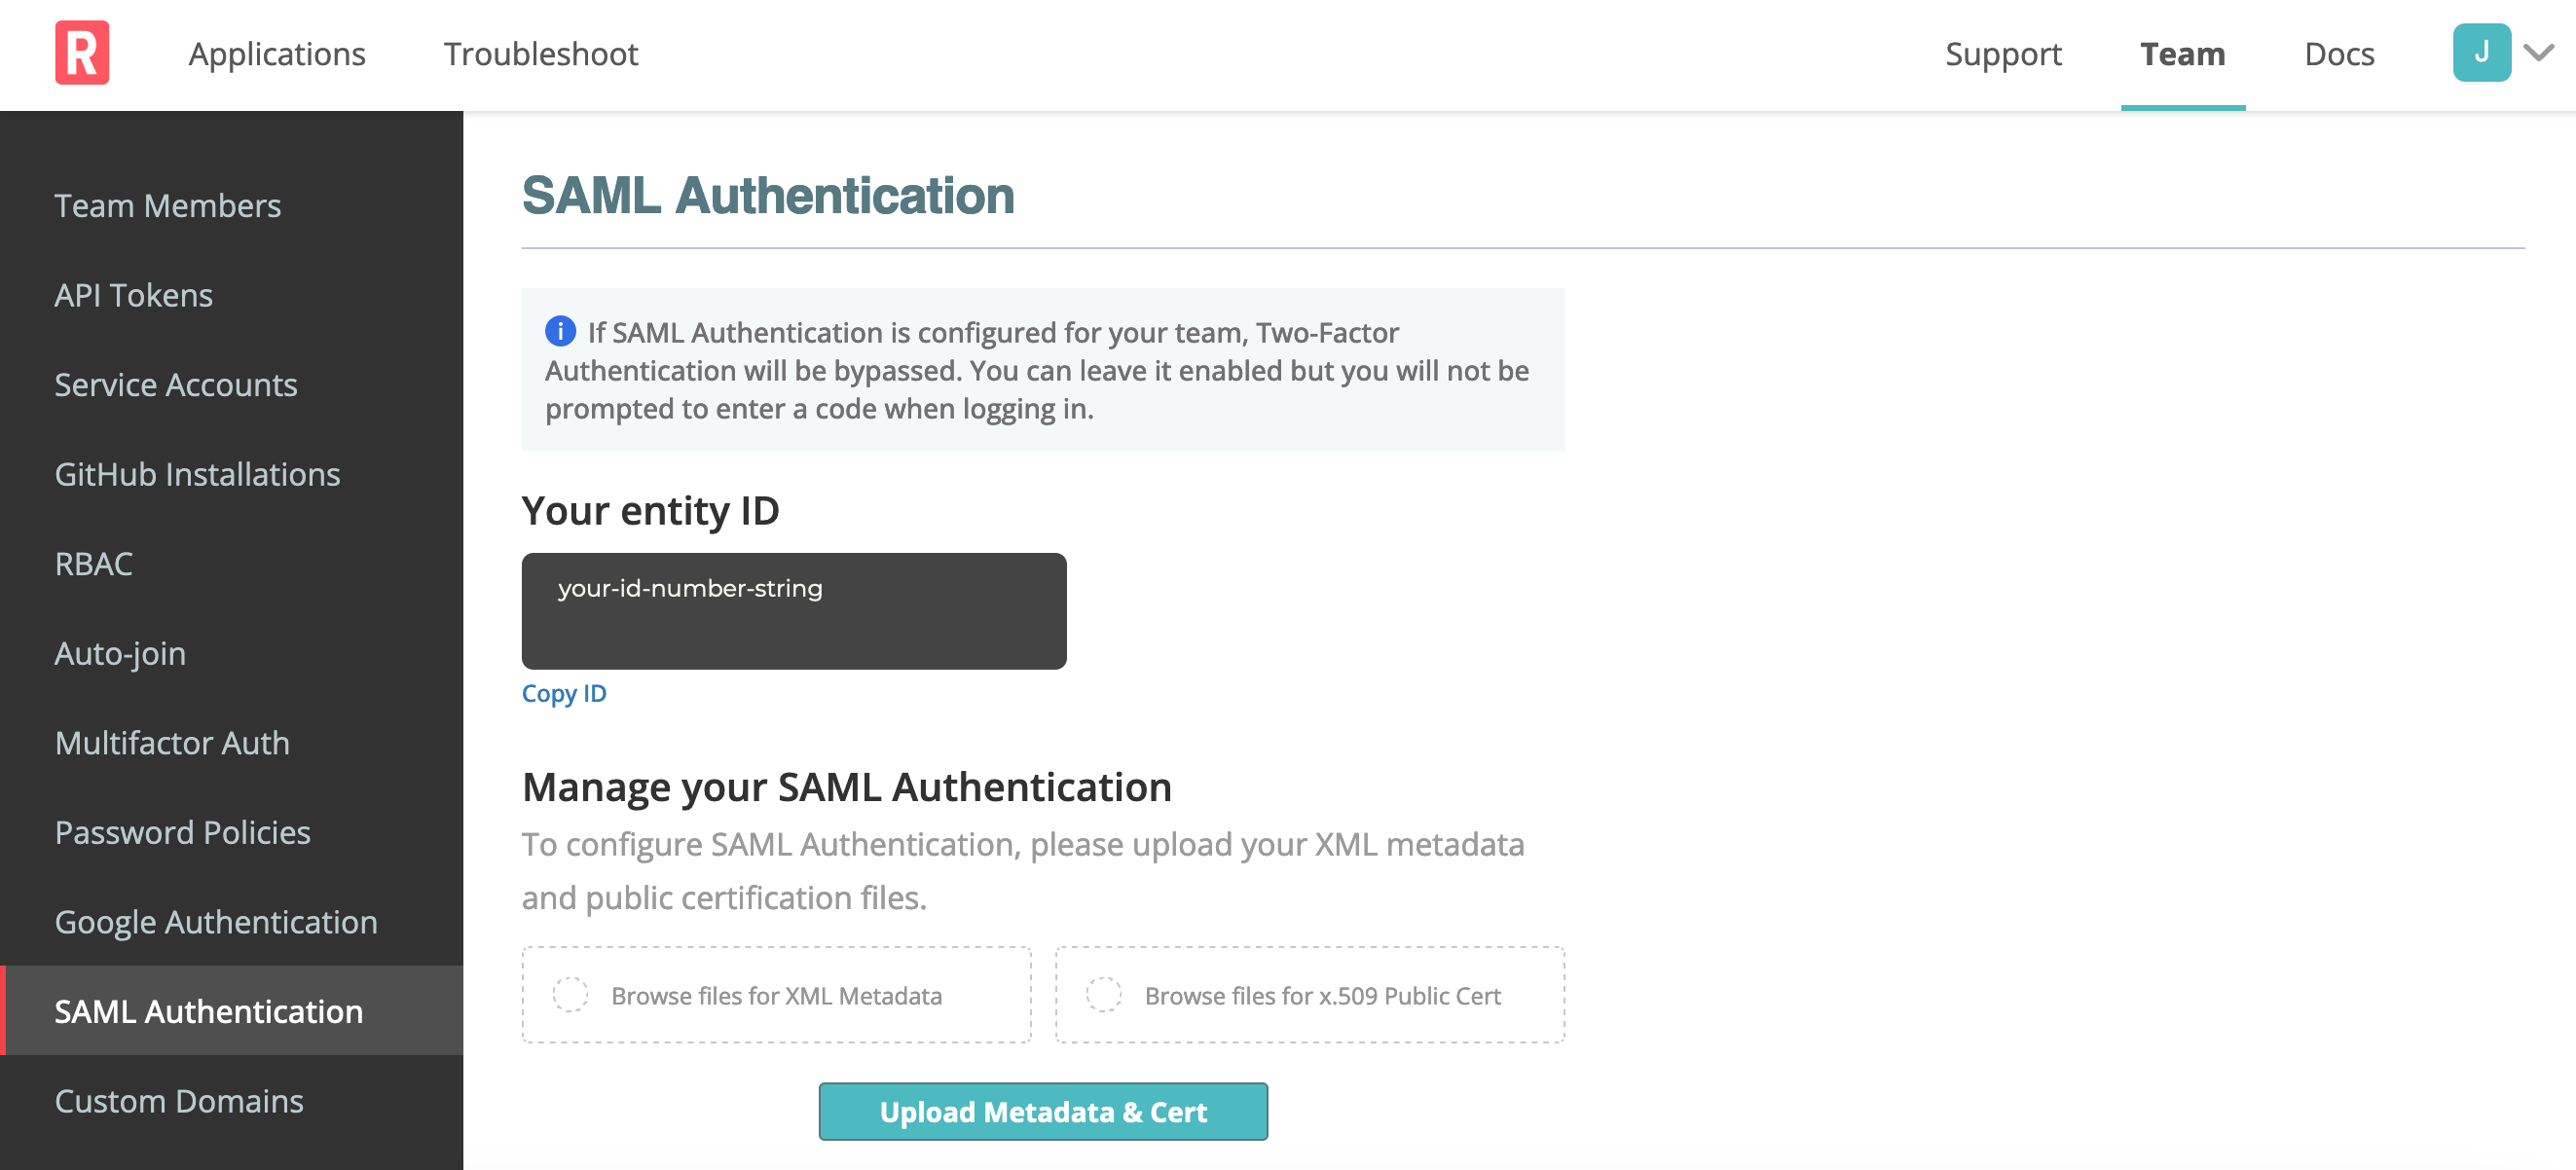 R
Applications
Troubleshoot
Support
Team
Docs
J
Team Members
API Tokens
Service Accounts
GitHub Installations
RBAC
Auto-join
Multifactor Auth
Password Policies
Google Authentication
SAML Authentication
Custom Domains
SAML Authentication
i If SAML Authentication is configured for your team, Two-Factor
Authentication will be bypassed. You can leave it enabled but you will not be
prompted to enter a code when logging in.
Your entity ID
your-id-number-string
Copy ID
Manage your SAML Authentication
To configure SAML Authentication, please upload your XML metadata
and public certification files.
Browse files for XML Metadata
Browse files for x.509 Public Cert
Upload Metadata & Cert